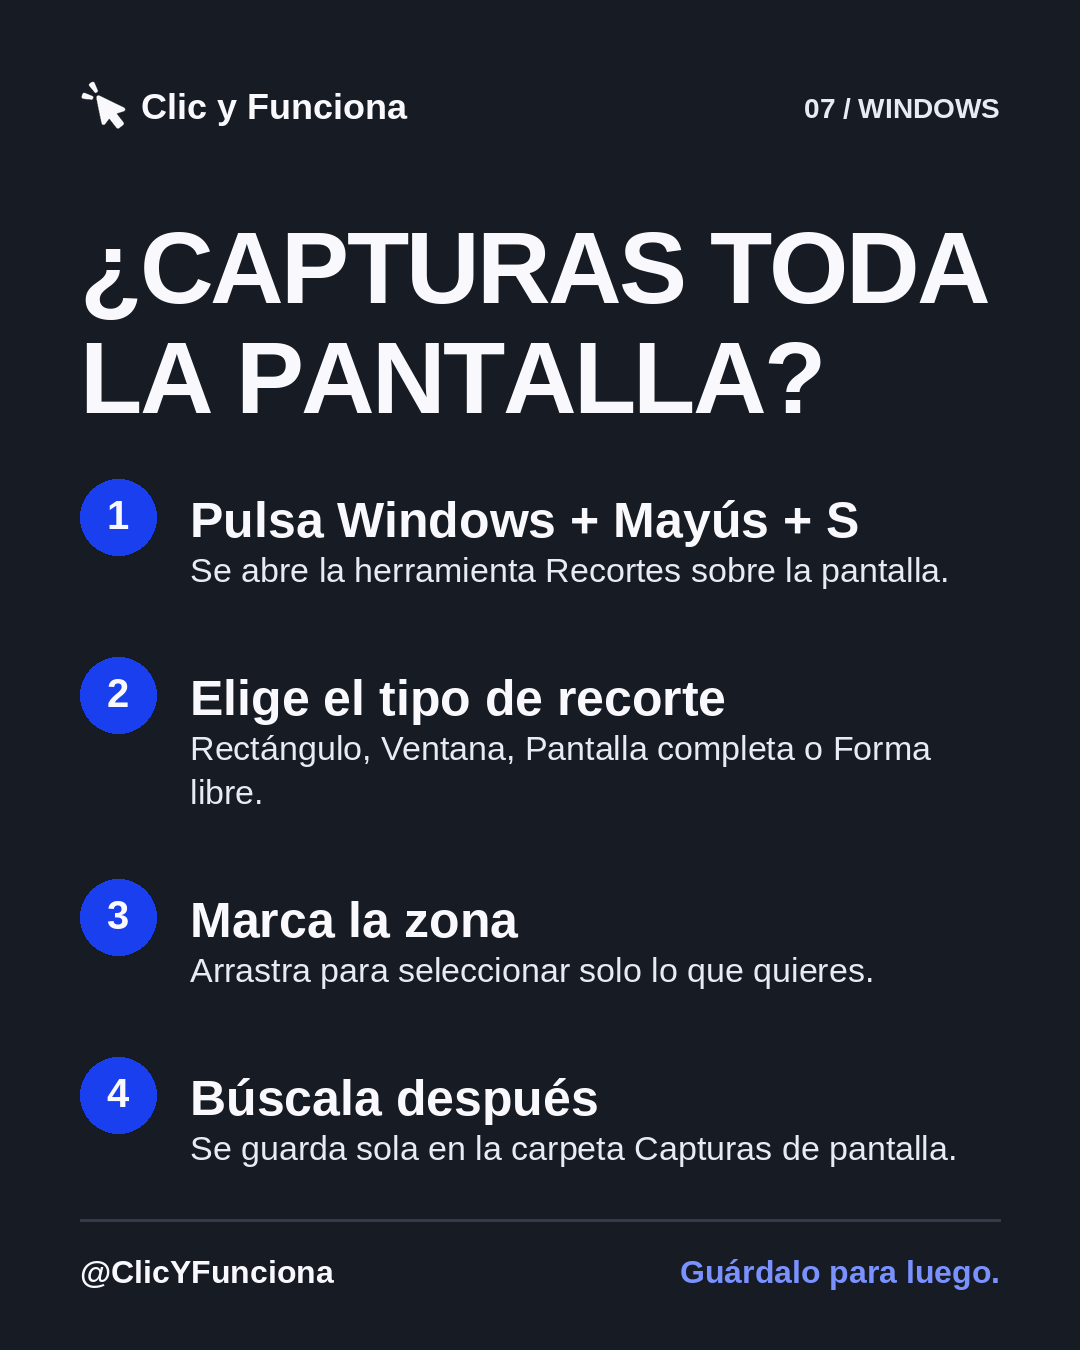 Clic y Funciona
07 / WINDOWS
¿CAPTURAS TODA
LA PANTALLA?
1
Pulsa Windows + Mayús + S
Se abre la herramienta Recortes sobre la pantalla.
2
Elige el tipo de recorte
Rectángulo, Ventana, Pantalla completa o Forma
libre.
3
Marca la zona
Arrastra para seleccionar solo lo que quieres.
4
Búscala después
Se guarda sola en la carpeta Capturas de pantalla.
@ClicYFunciona
Guárdalo para luego.